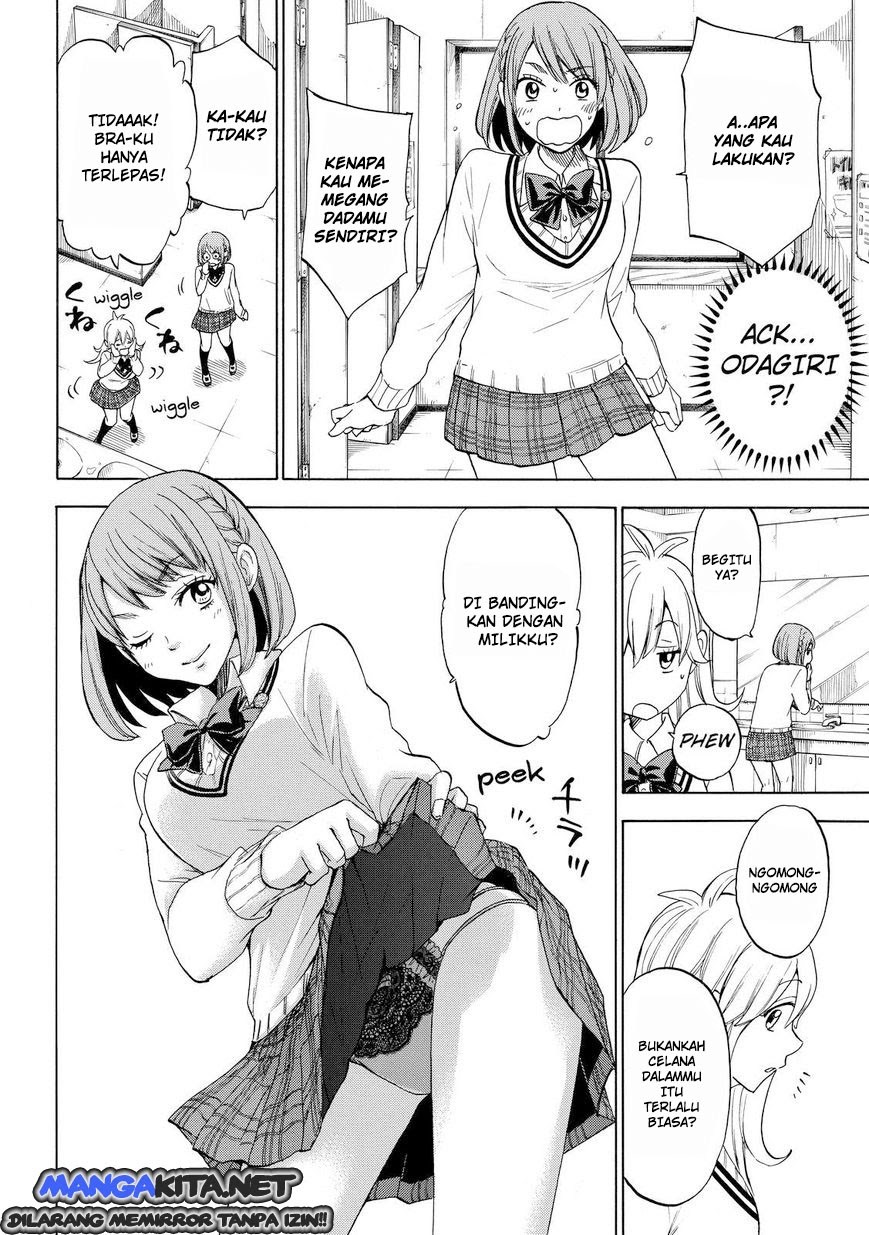 A..APA
YANG KAU
LAKUKAN?
KENAPA
KAU ME-
MEGANG
DADAMU
SENDIRI?
ACK...
ODAGIRI
?!
KA-KAU
TIDAK?
TIDAAAK!
BRA-KU
HANYA
TERLEPAS!
くね
wiggle
くね
wiggle
BEGITU
YA?
PHEW
NGOMONG-
NGOMONG
BUKANKAH
CELANA
DALAMMU
ITU
TERLALU
BIASA?
DI BANDING-
KAN DENGAN
MILIKKU?
peek
チラッ
MANGAKITA.NET
DILARANG MEMIRROR TANPA IZIN!!